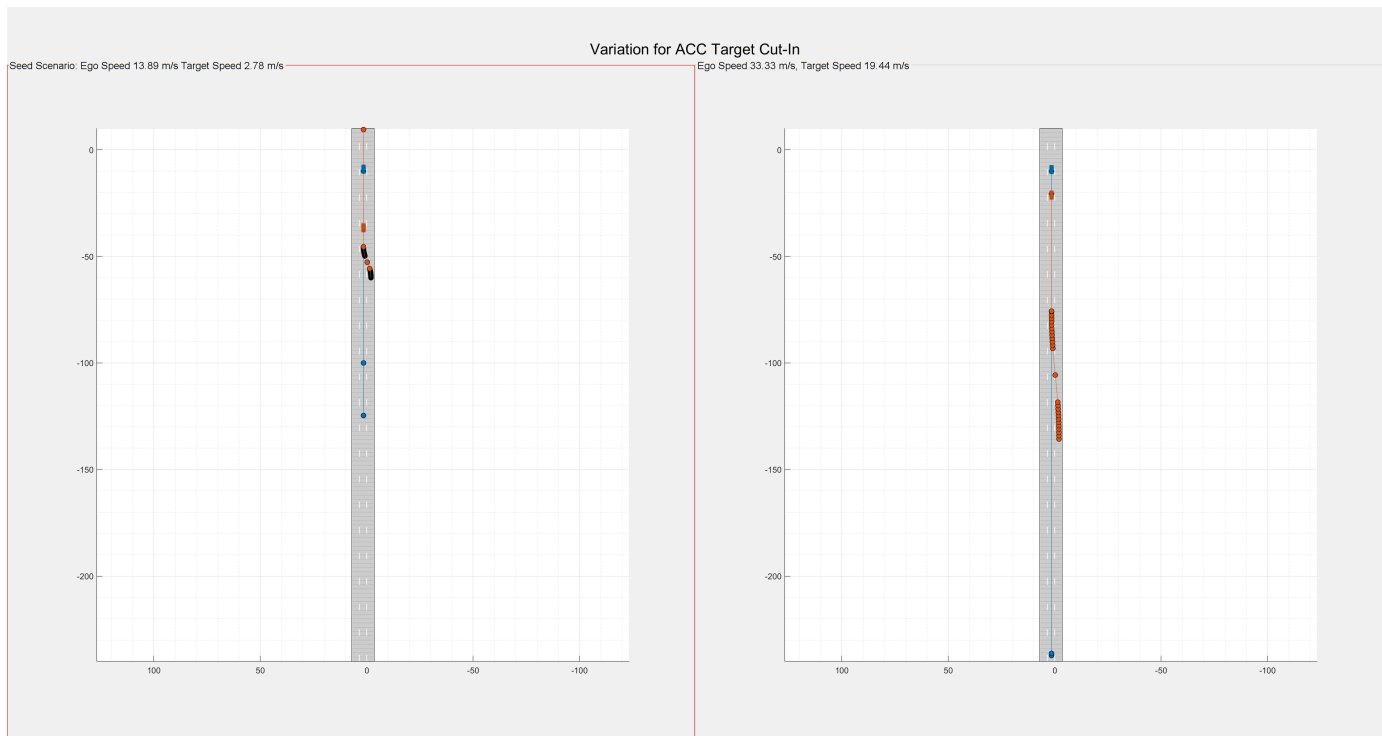 Variation for ACC Target Cut-In
Seed Scenario: Ego Speed 13.89 m/s Target Speed 2.78 m/s
0
-50
-100
-150
-200
100 50 0 -50 -100
Ego Speed 33.33 m/s, Target Speed 19.44 m/s
0
-50
-100
-150
-200
100 50 0 -50 -100